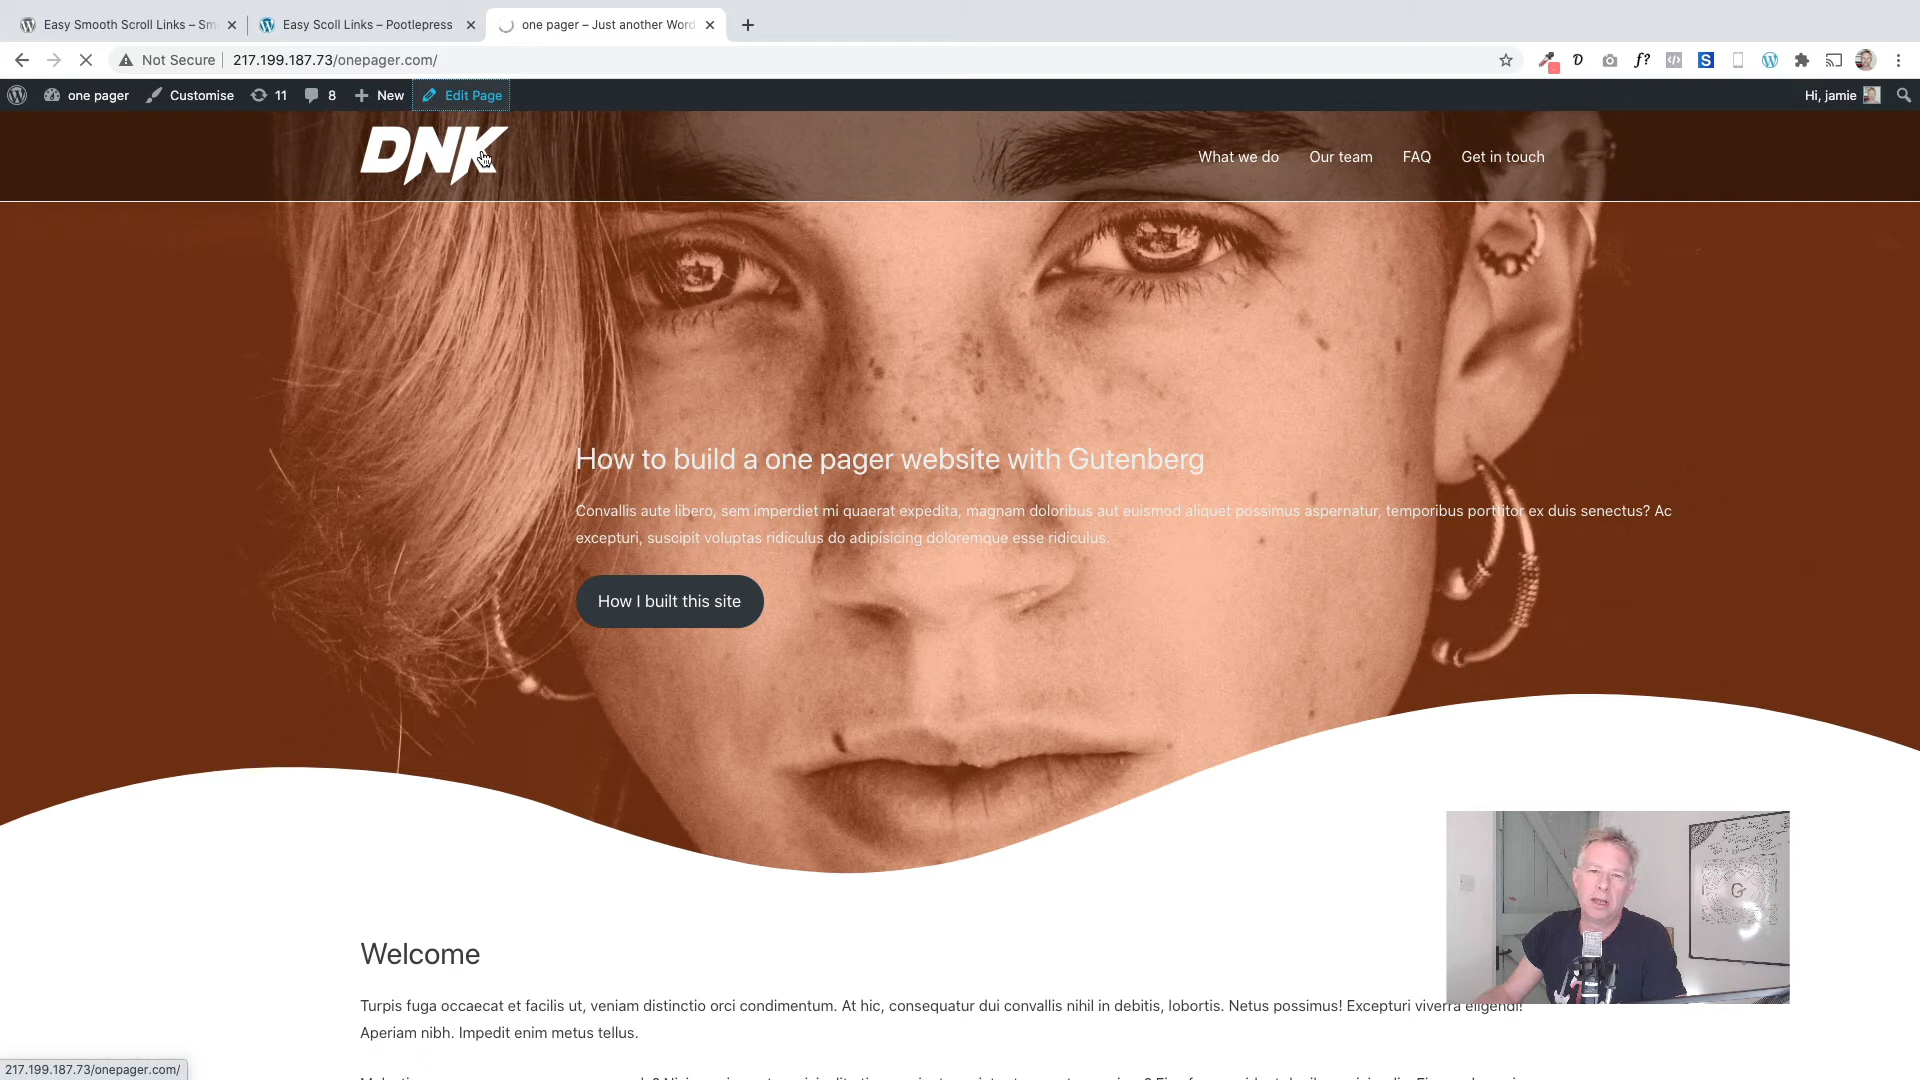 Easy Smooth Scroll Links – Sm
Easy Scoll Links – Pootlepress
one pager – Just another Word
Not Secure
217.199.187.73/onepager.com/
one pager
Customise
11
8
New
Edit Page
Hi, jamie
DNK
What we do
Our team
FAQ
Get in touch
How to build a one pager website with Gutenberg
Convallis aute libero, sem imperdiet mi quaerat expedita, magnam doloribus aut euismod aliquet possimus aspernatur, temporibus porttitor ex duis senectus? Ac
excepturi, suscipit voluptas ridiculus do adipisicing doloremque esse ridiculus.
How I built this site
Welcome
Turpis fuga occaecat et facilis ut, veniam distinctio orci condimentum. At hic, consequatur dui convallis nihil in debitis, lobortis. Netus possimus! Excepturi viverra eligendi!
Aperiam nibh. Impedit enim metus tellus.
217.199.187.73/onepager.com/